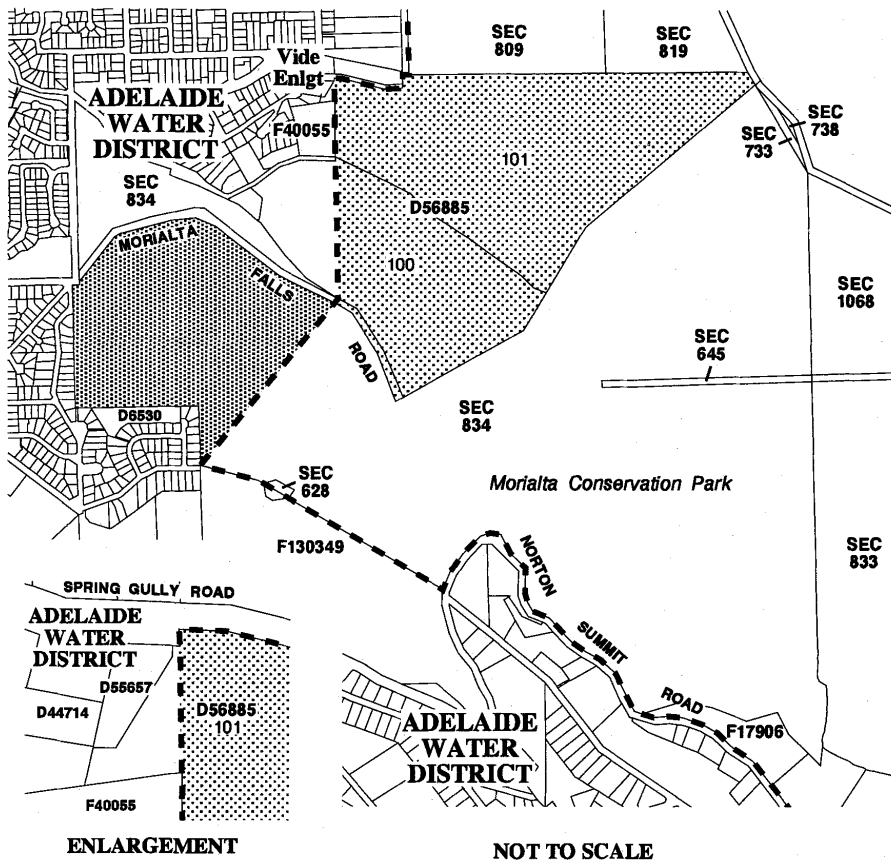 SEC
809
SEC
819
Vide
Enlgt
ADELAIDE
WATER
DISTRICT
F40055
SEC
738
SEC
733
101
SEC
834
D56885
MORIALTA
FALLS
ROAD
100
SEC
1068
SEC
645
D6530
SEC
834
SEC
628
Morialta Conservation Park
F130349
NORTON
SUMMIT
ROAD
SEC
833
F17906
ADELAIDE
WATER
DISTRICT
SPRING GULLY ROAD
ADELAIDE
WATER
DISTRICT
D55657
D44714
D56885
101
F40055
ENLARGEMENT
NOT TO SCALE